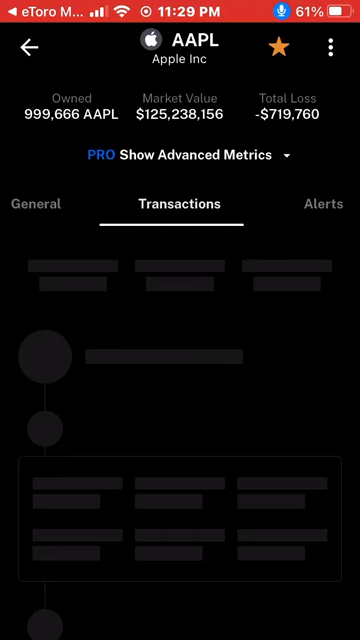 eToro M... 11:29 PM 61%
AAPL
Apple Inc
Owned Market Value Total Loss
999,666 AAPL $125,238,156 -$719,760
PRO Show Advanced Metrics
General Transactions Alerts